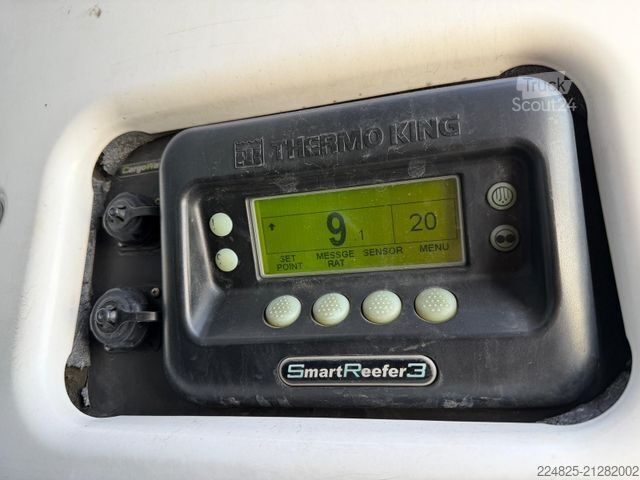 Truck
Scout24
THERMO KING
9.1
20
SET
POINT
MESSGE
RAT
SENSOR
MENU
SmartReefer3
224825-21282002